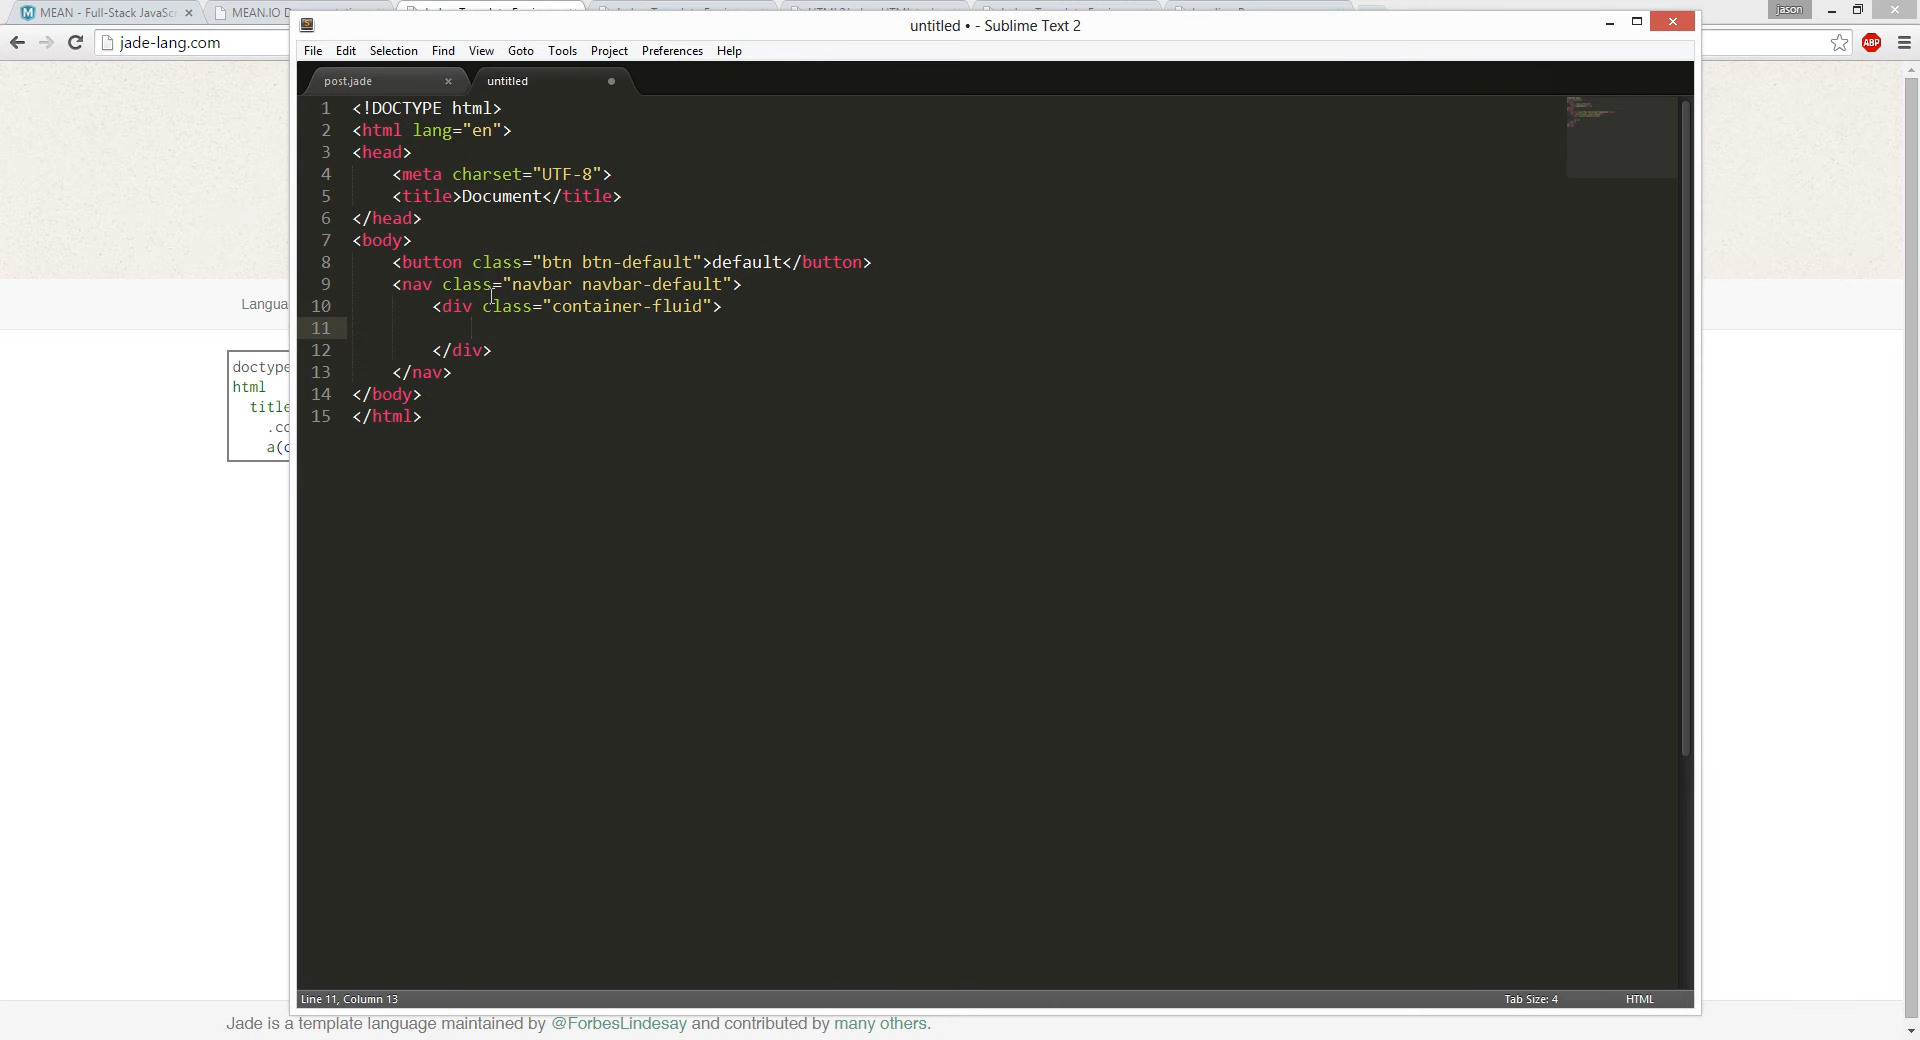 MEAN - Full-Stack JavaScr
MEAN.IO D
jason
jade-lang.com
ABP
untitled • - Sublime Text 2
File Edit Selection Find View Goto Tools Project Preferences Help
post.jade
untitled
1 <!DOCTYPE html>
2 <html lang="en">
3 <head>
4 <meta charset="UTF-8">
5 <title>Document</title>
6 </head>
7 <body>
8 <button class="btn btn-default">default</button>
9 <nav class="navbar navbar-default">
10 <div class="container-fluid">
11
12 </div>
13 </nav>
14 </body>
15 </html>
Langua
doctype
html
title
.cc
a(c
Line 11, Column 13
Tab Size: 4
HTML
Jade is a template language maintained by @ForbesLindesay and contributed by many others.